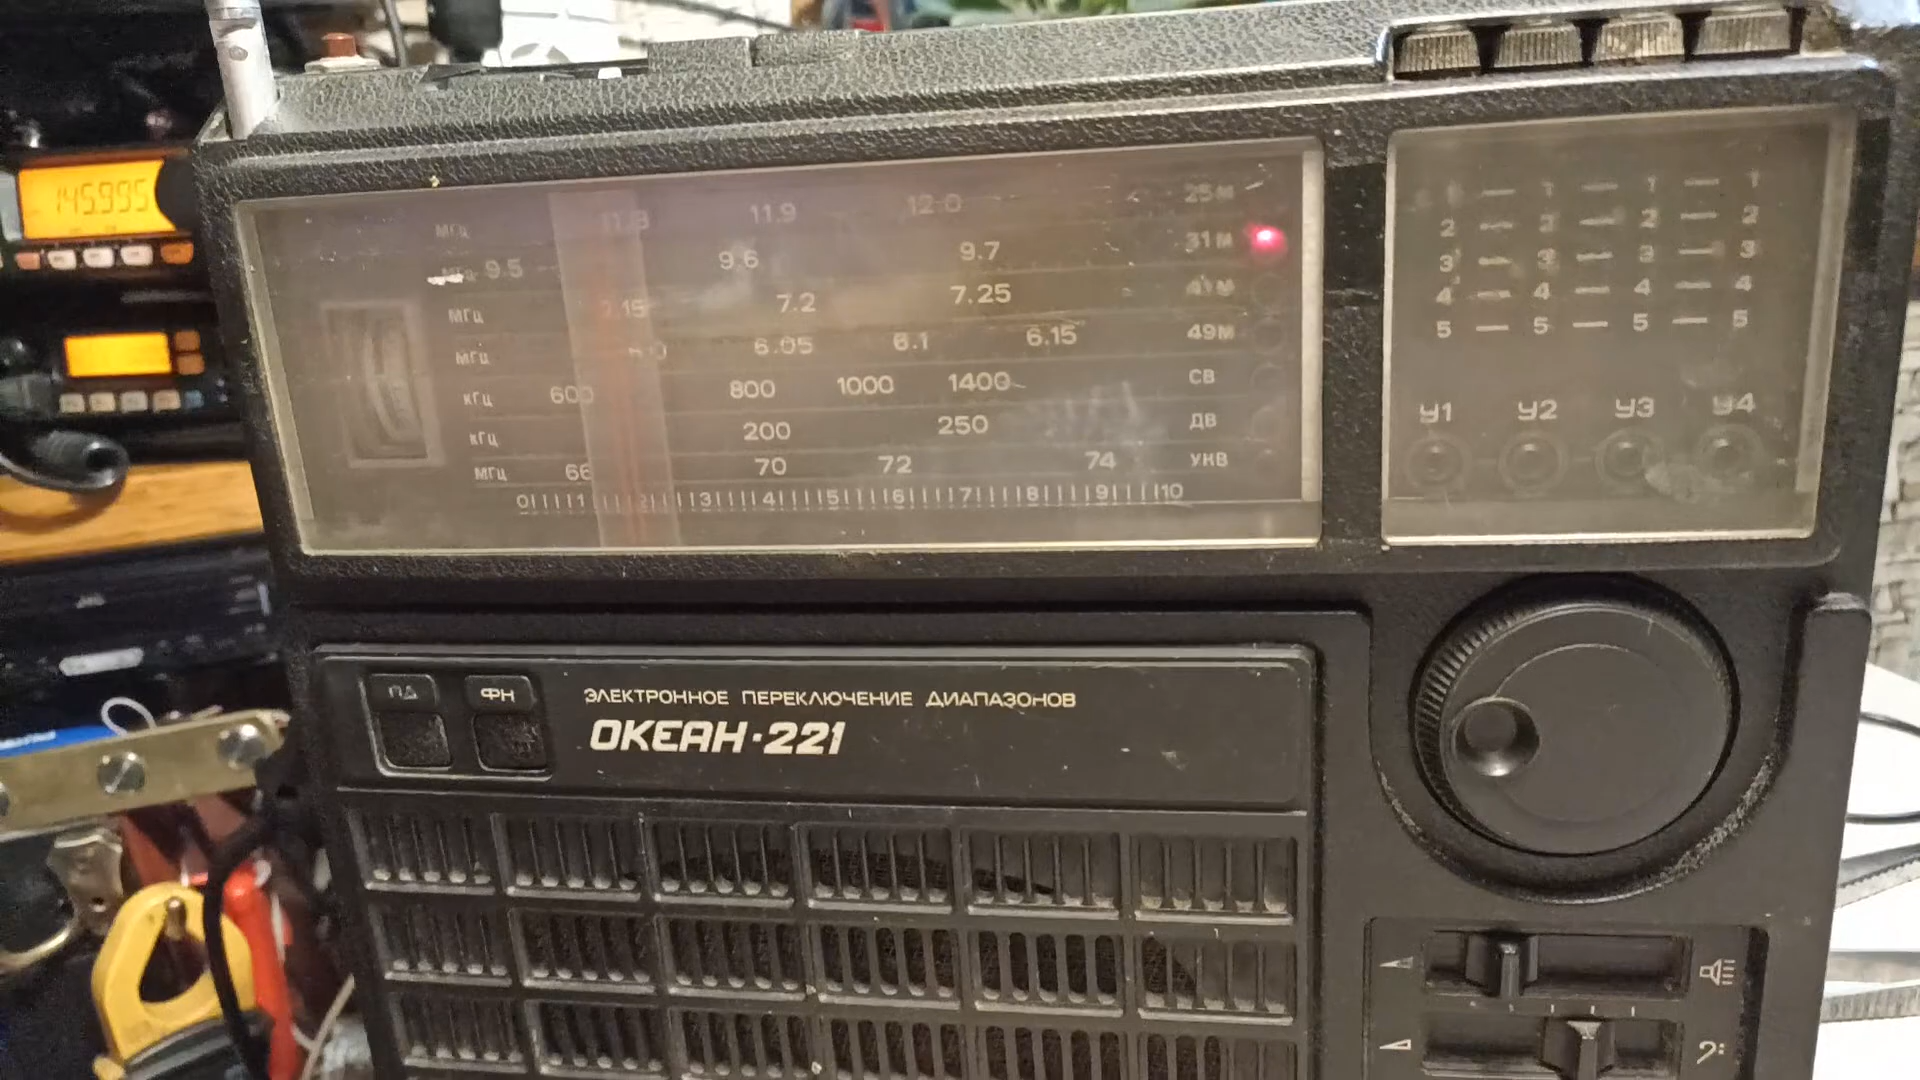 145.995
МГц 11.8 11.9 12.0 25м
МГц 9.5 9.6 9.7 31м
МГц 7.15 7.2 7.25 41м
МГц 6.0 6.05 6.1 6.15 49м
кГц 600 800 1000 1400 СВ
кГц 200 250 ДВ
МГц 66 70 72 74 УКВ
0 1 2 3 4 5 6 7 8 9 10
1 — 1 — 1 — 1
2 — 2 — 2 — 2
3 — 3 — 3 — 3
4 — 4 — 4 — 4
5 — 5 — 5 — 5
У1 У2 У3 У4
ФН
ЭЛЕКТРОННОЕ ПЕРЕКЛЮЧЕНИЕ ДИАПАЗОНОВ
ОКЕАН·221